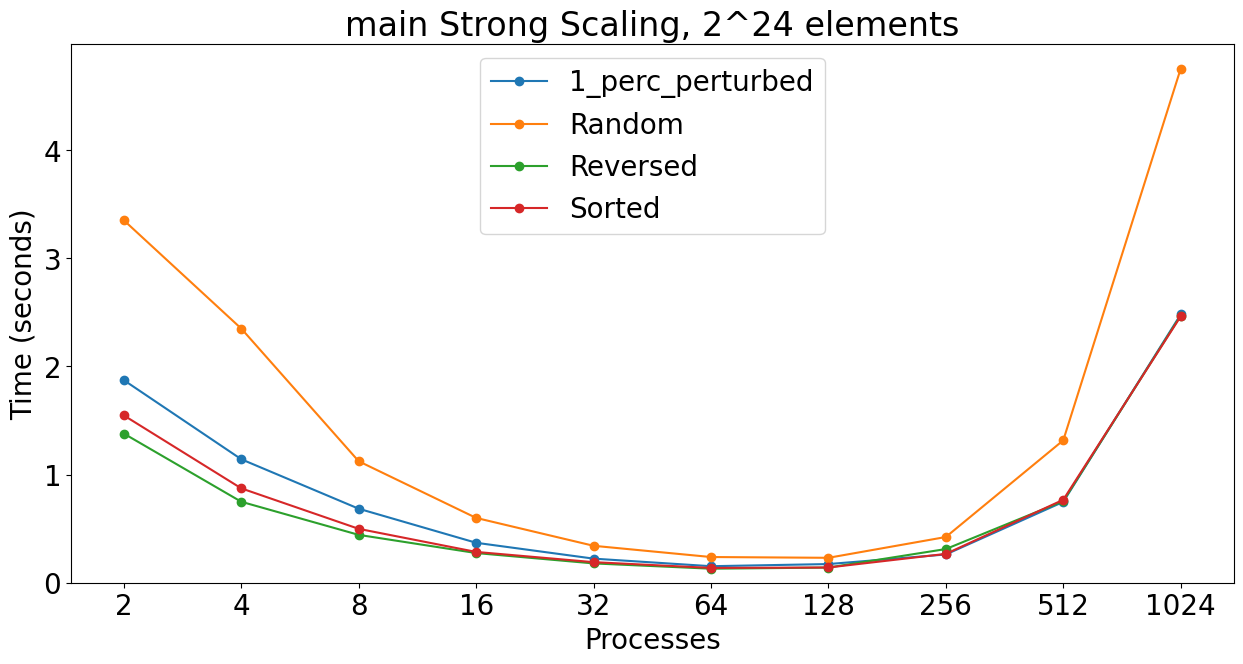 main Strong Scaling, 2^24 elements
1_perc_perturbed
Random
Reversed
Sorted
Time (seconds)
4
3
2
1
0
2 4 8 16 32 64 128 256 512 1024
Processes